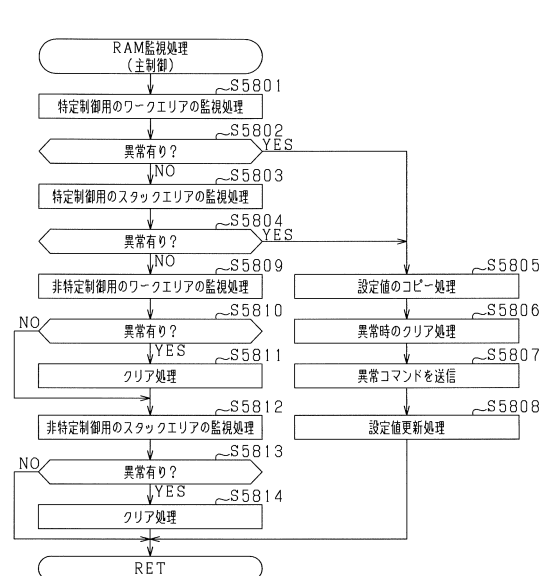 RAM監視処理
(主制御)
S5801
特定制御用のワークエリアの監視処理
S5802
異常有り?
YES
NO
S5803
特定制御用のスタックエリアの監視処理
S5804
異常有り?
YES
NO
S5809
非特定制御用のワークエリアの監視処理
S5810
異常有り?
NO
YES
S5811
クリア処理
S5812
非特定制御用のスタックエリアの監視処理
S5813
異常有り?
NO
YES
S5814
クリア処理
S5805
設定値のコピー処理
S5806
異常時のクリア処理
S5807
異常コマンドを送信
S5808
設定値更新処理
RET